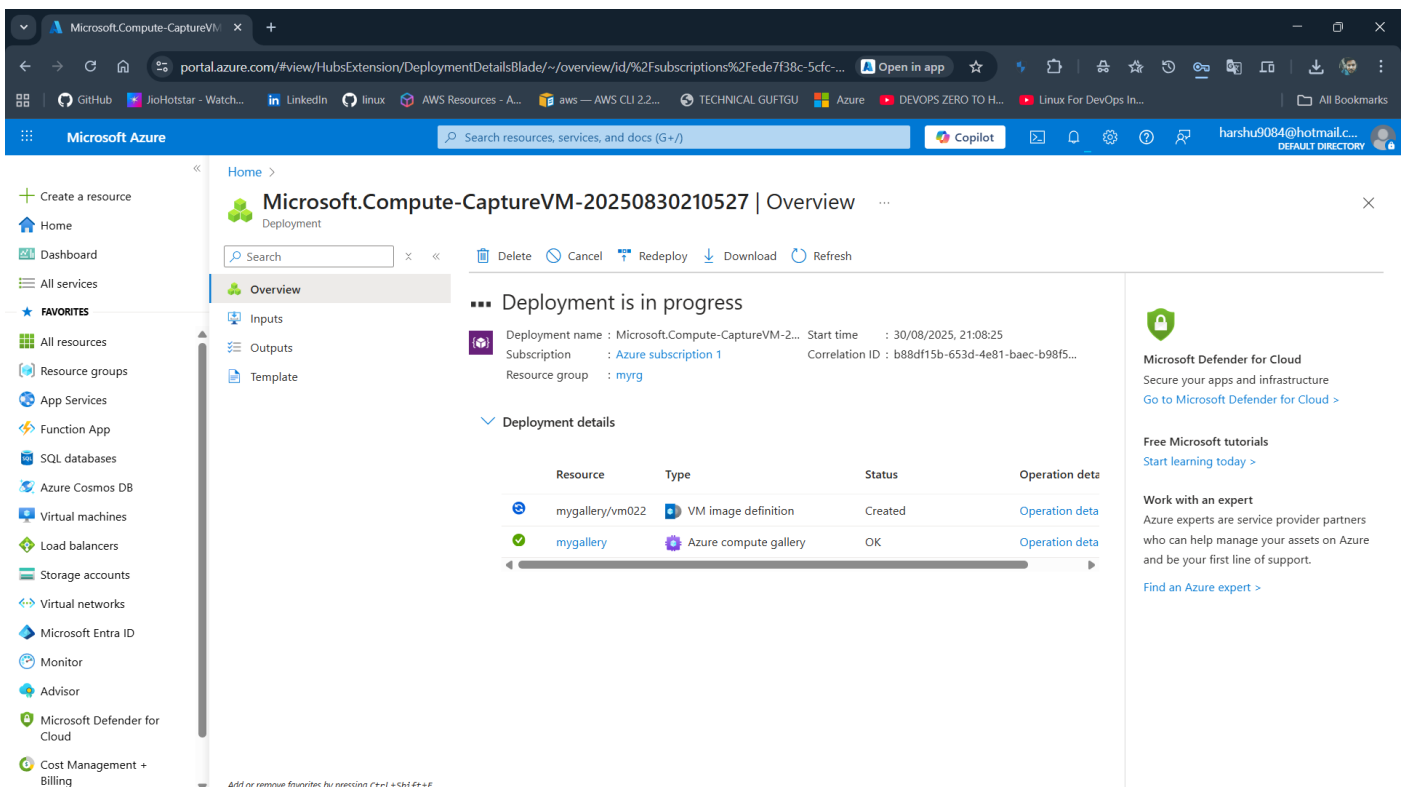 Microsoft.Compute-CaptureVM
portal.azure.com/#view/HubsExtension/DeploymentDetailsBlade/~/overview/id/%2Fsubscriptions%2Fede7f38c-5cfc-... Open in app
GitHub JioHotstar - Watch... LinkedIn linux AWS Resources - A... aws — AWS CLI 2.2... TECHNICAL GUFTGU Azure DEVOPS ZERO TO H... Linux For DevOps In... All Bookmarks
Microsoft Azure Search resources, services, and docs (G+/) Copilot harshu9084@hotmail.c...
DEFAULT DIRECTORY
Create a resource
Home
Dashboard
All services
FAVORITES
All resources
Resource groups
App Services
Function App
SQL databases
Azure Cosmos DB
Virtual machines
Load balancers
Storage accounts
Virtual networks
Microsoft Entra ID
Monitor
Advisor
Microsoft Defender for
Cloud
Cost Management +
Billing
Home >
Microsoft.Compute-CaptureVM-20250830210527 | Overview ...
Deployment
Search
Overview
Inputs
Outputs
Template
Delete Cancel Redeploy Download Refresh
Deployment is in progress
Deployment name : Microsoft.Compute-CaptureVM-2... Start time : 30/08/2025, 21:08:25
Subscription : Azure subscription 1 Correlation ID : b88df15b-653d-4e81-baec-b98f5...
Resource group : myrg
Deployment details
Resource Type Status Operation deta
mygallery/vm022 VM image definition Created Operation deta
mygallery Azure compute gallery OK Operation deta
Microsoft Defender for Cloud
Secure your apps and infrastructure
Go to Microsoft Defender for Cloud >
Free Microsoft tutorials
Start learning today >
Work with an expert
Azure experts are service provider partners
who can help manage your assets on Azure
and be your first line of support.
Find an Azure expert >
Add or remove favorites by pressing Ctrl+Shift+F